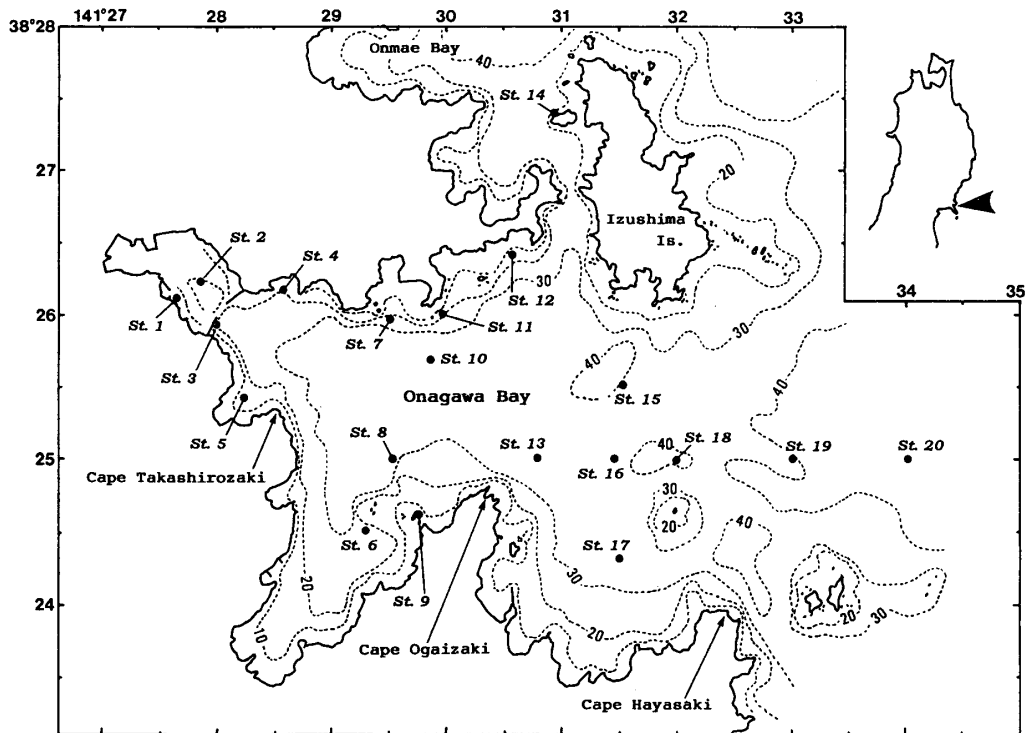 141°27 28 29 30 31 32 33
38°28
Onmae Bay
40
St. 14
27
20
Izushima
Is.
St. 2
St. 4
30
St. 12
26
St. 1
St. 7
St. 11
30
34 35
St. 3
St. 10
40
40
Onagawa Bay
St. 15
St. 5
St. 8
St. 13
40
St. 18
St. 19
St. 20
25
Cape Takashirozaki
St. 16
30
20
40
St. 6
St. 17
20
30
St. 9
24
10
20
20
30
Cape Ogaizaki
Cape Hayasaki